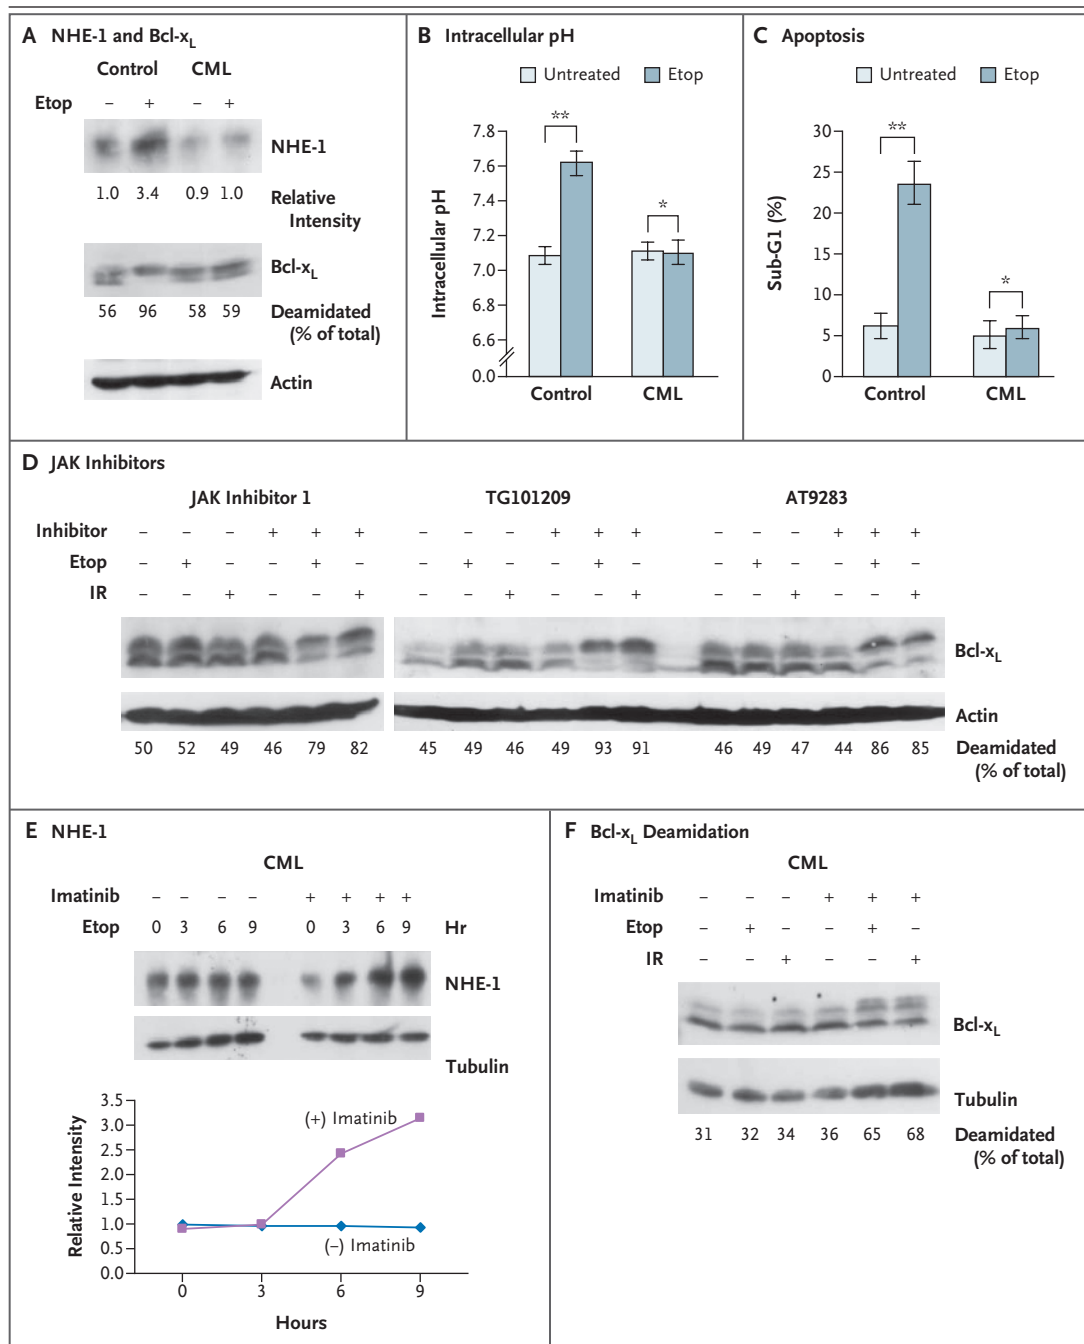 A NHE-1 and Bcl-xL
Control CML
Etop – + – +
NHE-1
1.0 3.4 0.9 1.0 Relative
Intensity
Bcl-xL
56 96 58 59 Deamidated
(% of total)
Actin
B Intracellular pH
Untreated Etop
** *
Intracellular pH
7.8
7.6
7.4
7.2
7.0
6.8
6.6
0.0
Control CML
C Apoptosis
Untreated Etop
** *
Sub-G1 (%)
30
25
20
15
10
5
0
Control CML
D JAK Inhibitors
JAK Inhibitor 1 TG101209 AT9283
Inhibitor – – – + + + – – – + + + – – – + + +
Etop – + – – + – – + – – + – – + – – + –
IR – – + – – + – – + – – + – – + – – +
Bcl-xL
Actin
50 52 49 46 79 82 45 49 46 49 93 91 46 49 47 44 86 85 Deamidated
(% of total)
E NHE-1
CML
Imatinib – – – – + + + +
Etop 0 3 6 9 0 3 6 9 Hr
NHE-1
Tubulin
Relative Intensity
3.5
3.0
2.5
2.0
1.5
1.0
0.5
0.0
(+) Imatinib
(–) Imatinib
0 3 6 9
Hours
F Bcl-xL Deamidation
CML
Imatinib – – – + + +
Etop – + – – + –
IR – – + – – +
Bcl-xL
Tubulin
31 32 34 36 65 68 Deamidated
(% of total)